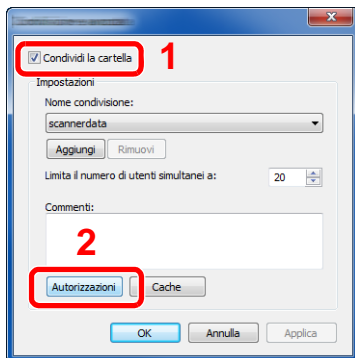 Condividi la cartella 1
Impostazioni
Nome condivisione:
scannerdata
Aggiungi Rimuovi
Limita il numero di utenti simultanei a: 20
Commenti:
2
Autorizzazioni Cache
OK Annulla Applica